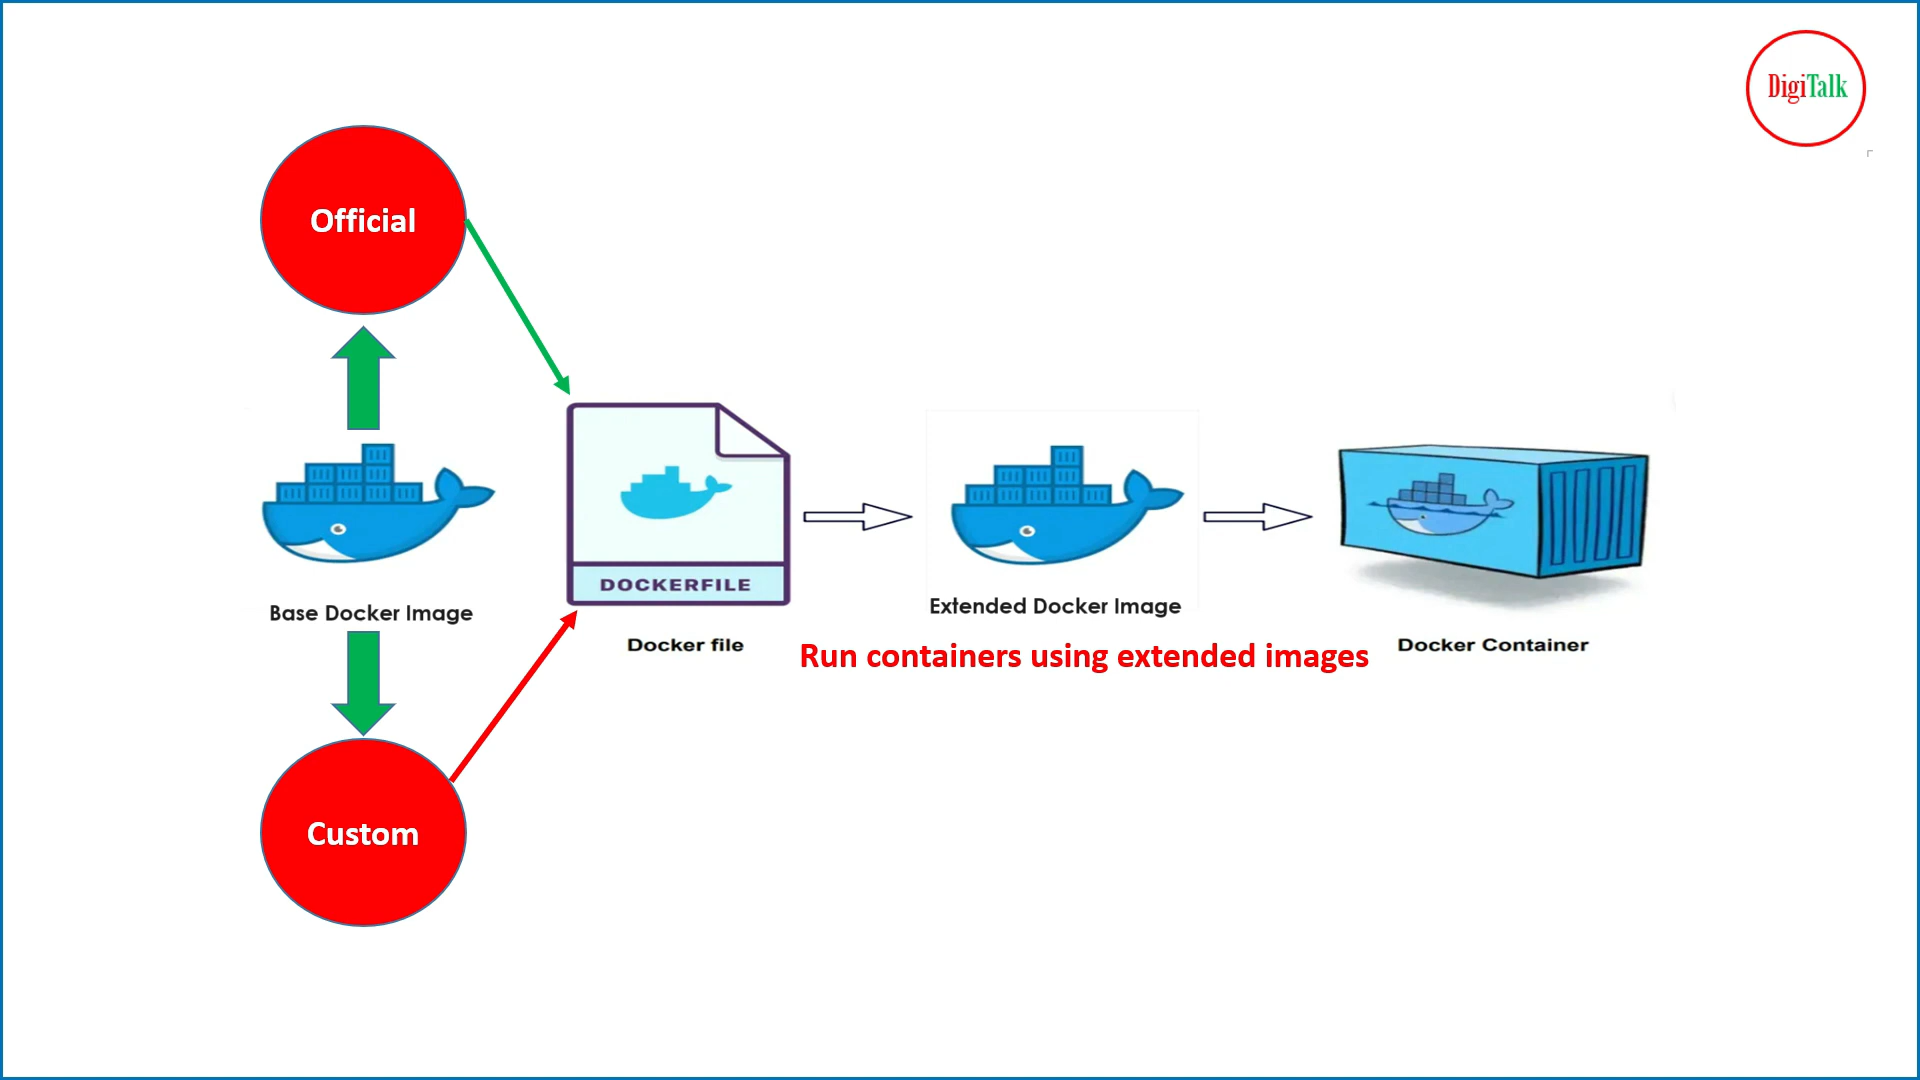 DigiTalk
Official
Base Docker Image
Custom
DOCKERFILE
Docker file
Extended Docker Image
Run containers using extended images
Docker Container